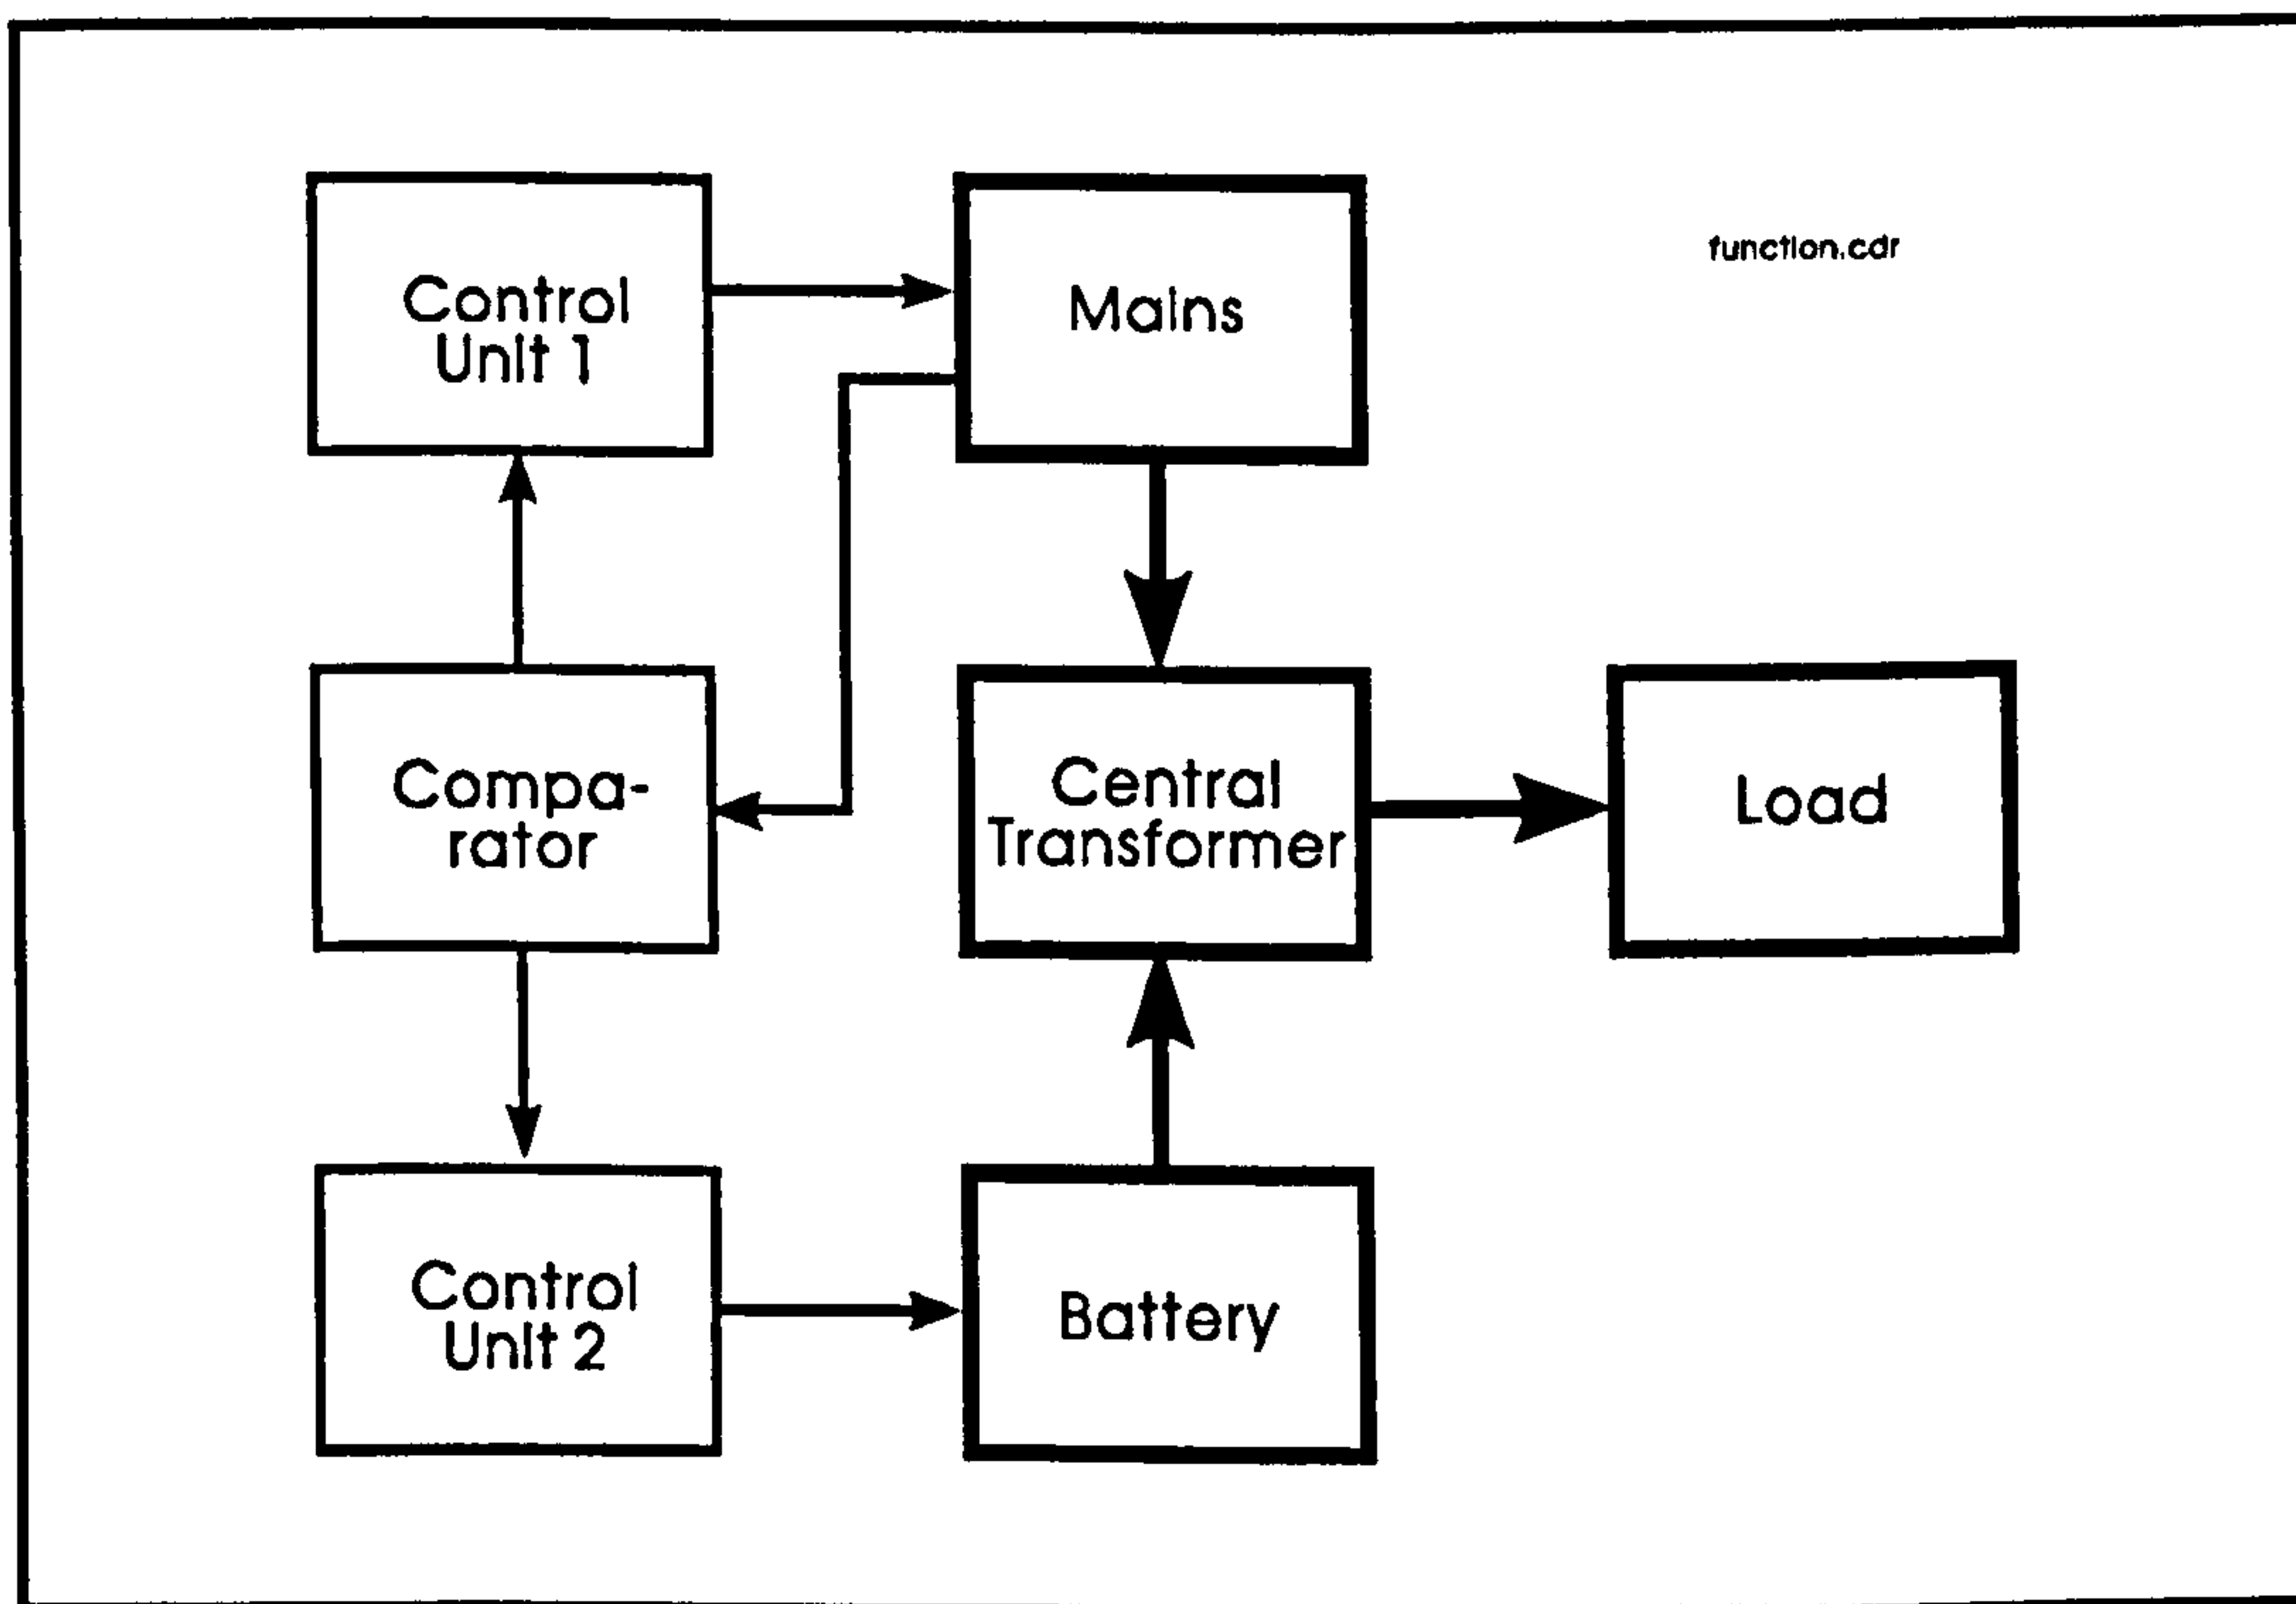 Control
Unit 1
Mains
function.cdr
Compa-
rator
Central
Transformer
Load
Control
Unit 2
Battery